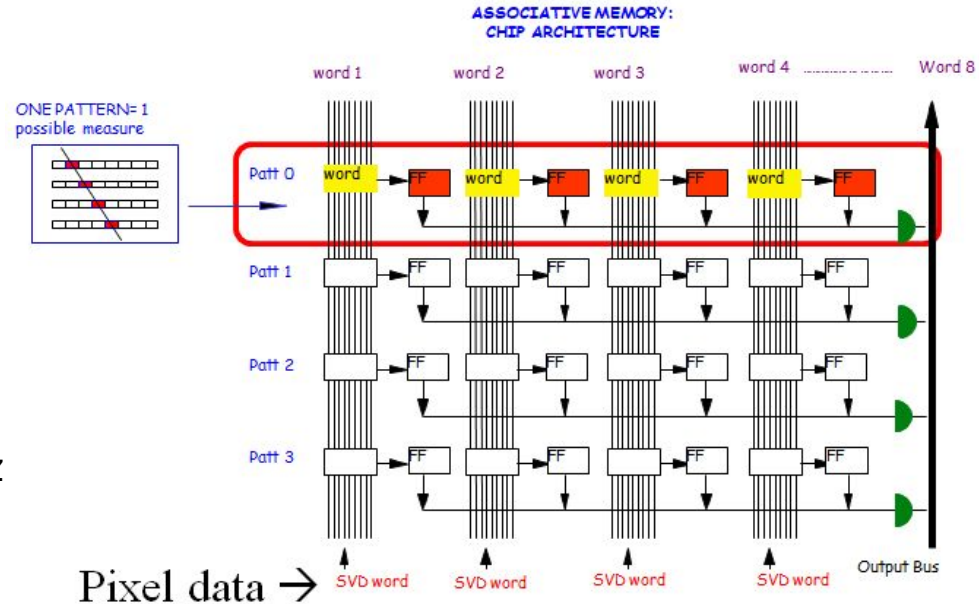 ASSOCIATIVE MEMORY:
CHIP ARCHITECTURE
word 1 word 2 word 3 word 4 ........................ Word 8
ONE PATTERN= 1
possible measure
Patt 0 word FF word FF word FF word FF
Patt 1 FF FF FF FF
Patt 2 FF FF FF FF
Patt 3 FF FF FF FF
z
Pixel data → SVD word SVD word SVD word SVD word Output Bus